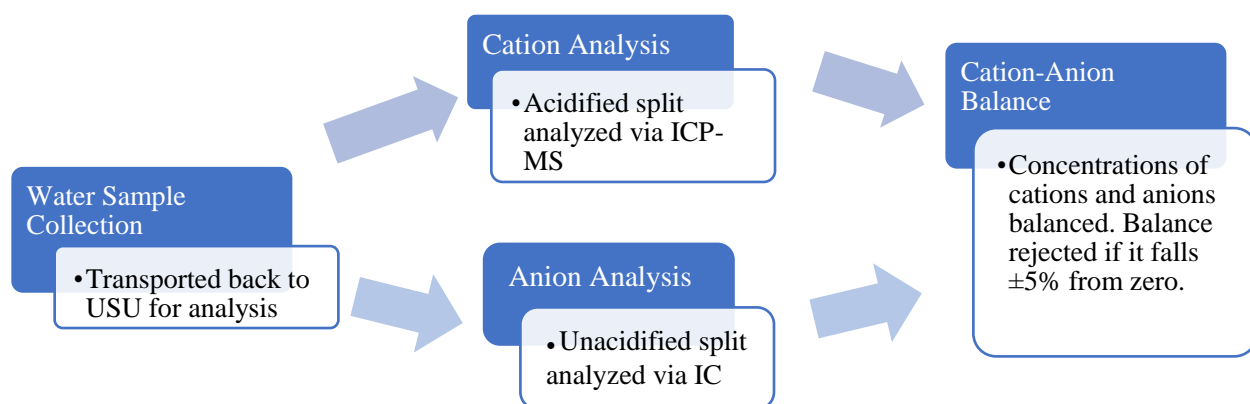 Water Sample
Collection
•Transported back to
USU for analysis
Cation Analysis
•Acidified split
analyzed via ICP-
MS
Anion Analysis
•Unacidified split
analyzed via IC
Cation-Anion
Balance
•Concentrations of
cations and anions
balanced. Balance
rejected if it falls
±5% from zero.